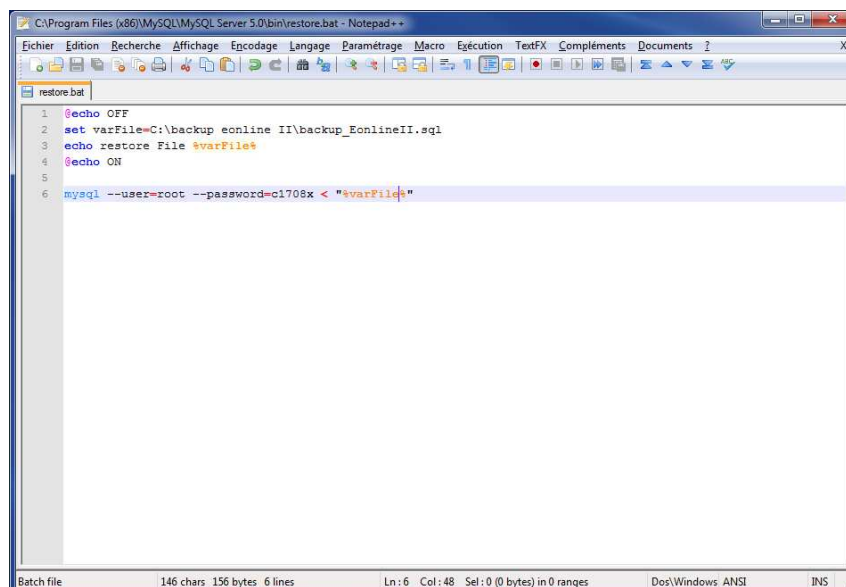 C:\Program Files (x86)\MySQL\MySQL Server 5.0\bin\restore.bat - Notepad++
Fichier Edition Recherche Affichage Encodage Langage Paramétrage Macro Exécution TextFX Compléments Documents ? X
restore.bat
1 @echo OFF
2 set varFile=C:\backup eonline II\backup_EonlineII.sql
3 echo restore File %varFile%
4 @echo ON
5
6 mysql --user=root --password=c1708x < "%varFile%"
Batch file 146 chars 156 bytes 6 lines Ln : 6 Col : 48 Sel : 0 (0 bytes) in 0 ranges Dos\Windows ANSI INS